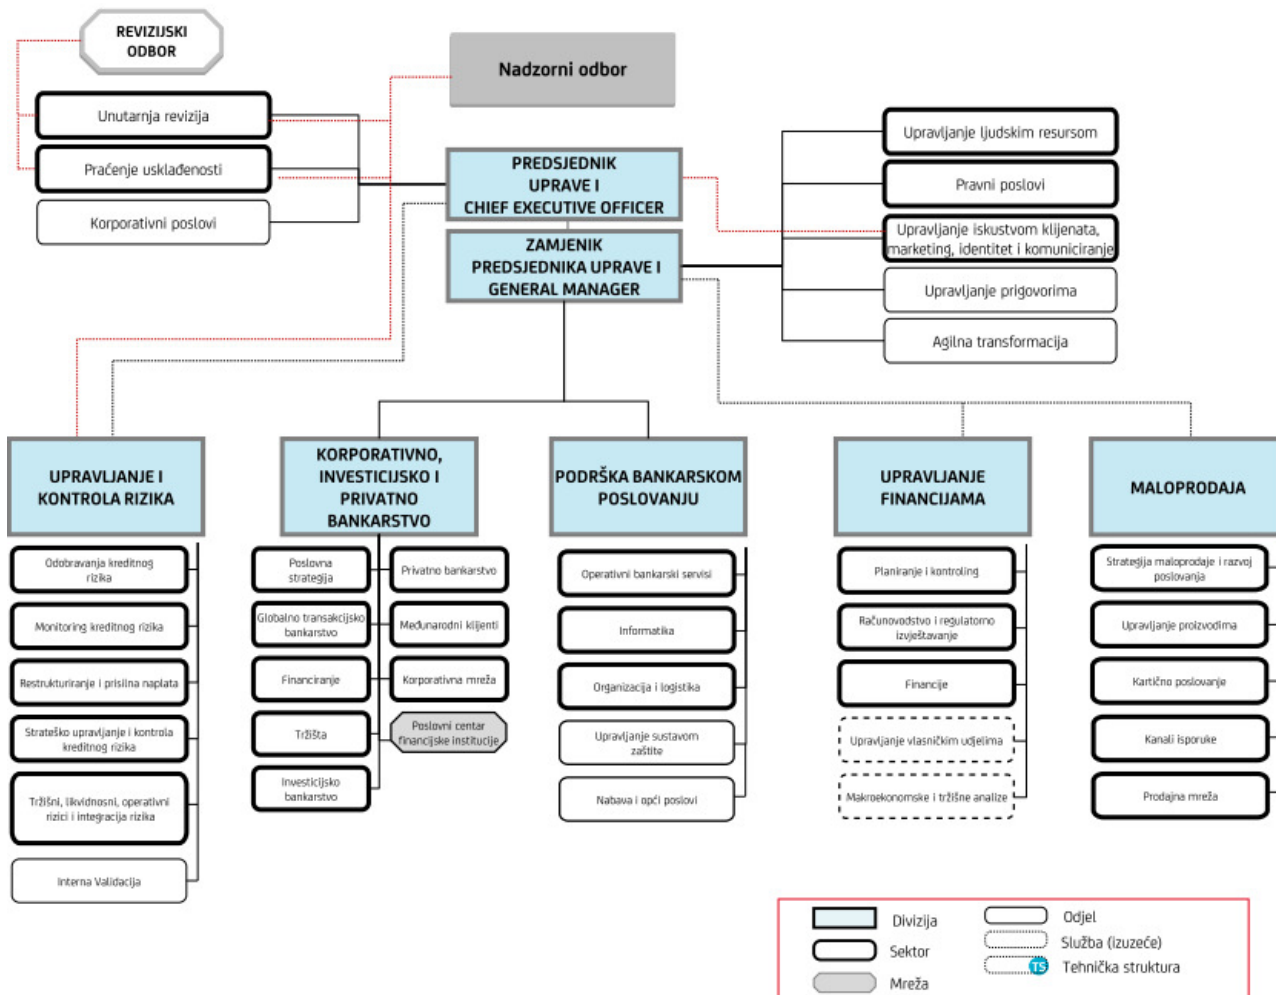 REVIZIJSKI
ODBOR
Nadzorni odbor
Unutarnja revizija
Praćenje usklađenosti
Korporativni poslovi
PREDSJEDNIK
UPRAVE I
CHIEF EXECUTIVE OFFICER
ZAMJENIK
PREDSJEDNIKA UPRAVE I
GENERAL MANAGER
Upravljanje ljudskim resursom
Pravni poslovi
Upravljanje iskustvom klijenata,
marketing, identitet i komuniciranje
Upravljanje prigovorima
Agilna transformacija
UPRAVLJANJE I
KONTROLA RIZIKA
Odobravanja kreditnog
rizika
Monitoring kreditnog rizika
Restrukturiranje i prisilna naplata
Strateško upravljanje i kontrola
kreditnog rizika
Tržišni, likvidnosni, operativni
rizici i integracija rizika
Interna Validacija
KORPORATIVNO,
INVESTICIJSKO I
PRIVATNO
BANKARSTVO
Poslovna
strategija
Globalno transakcijsko
bankarstvo
Financiranje
Tržišta
Investicijsko
bankarstvo
Privatno bankarstvo
Međunarodni klijenti
Korporativna mreža
Poslovni centar
financijske institucije
PODRŠKA BANKARSKOM
POSLOVANJU
Operativni bankarski servisi
Informatika
Organizacija i logistika
Upravljanje sustavom
zaštite
Nabava i opći poslovi
UPRAVLJANJE
FINANCIJAMA
Planiranje i kontroling
Računovodstvo i regulatorno
izvještavanje
Financije
Upravljanje vlasničkim udjelima
Makroekonomske i tržišne analize
MALOPRODAJA
Strategija maloprodaje i razvoj
poslovanja
Upravljanje proizvodima
Kartično poslovanje
Kanali isporuke
Prodajna mreža
Divizija
Sektor
Mreža
Odjel
Služba (izuzeće)
TS
Tehnička struktura